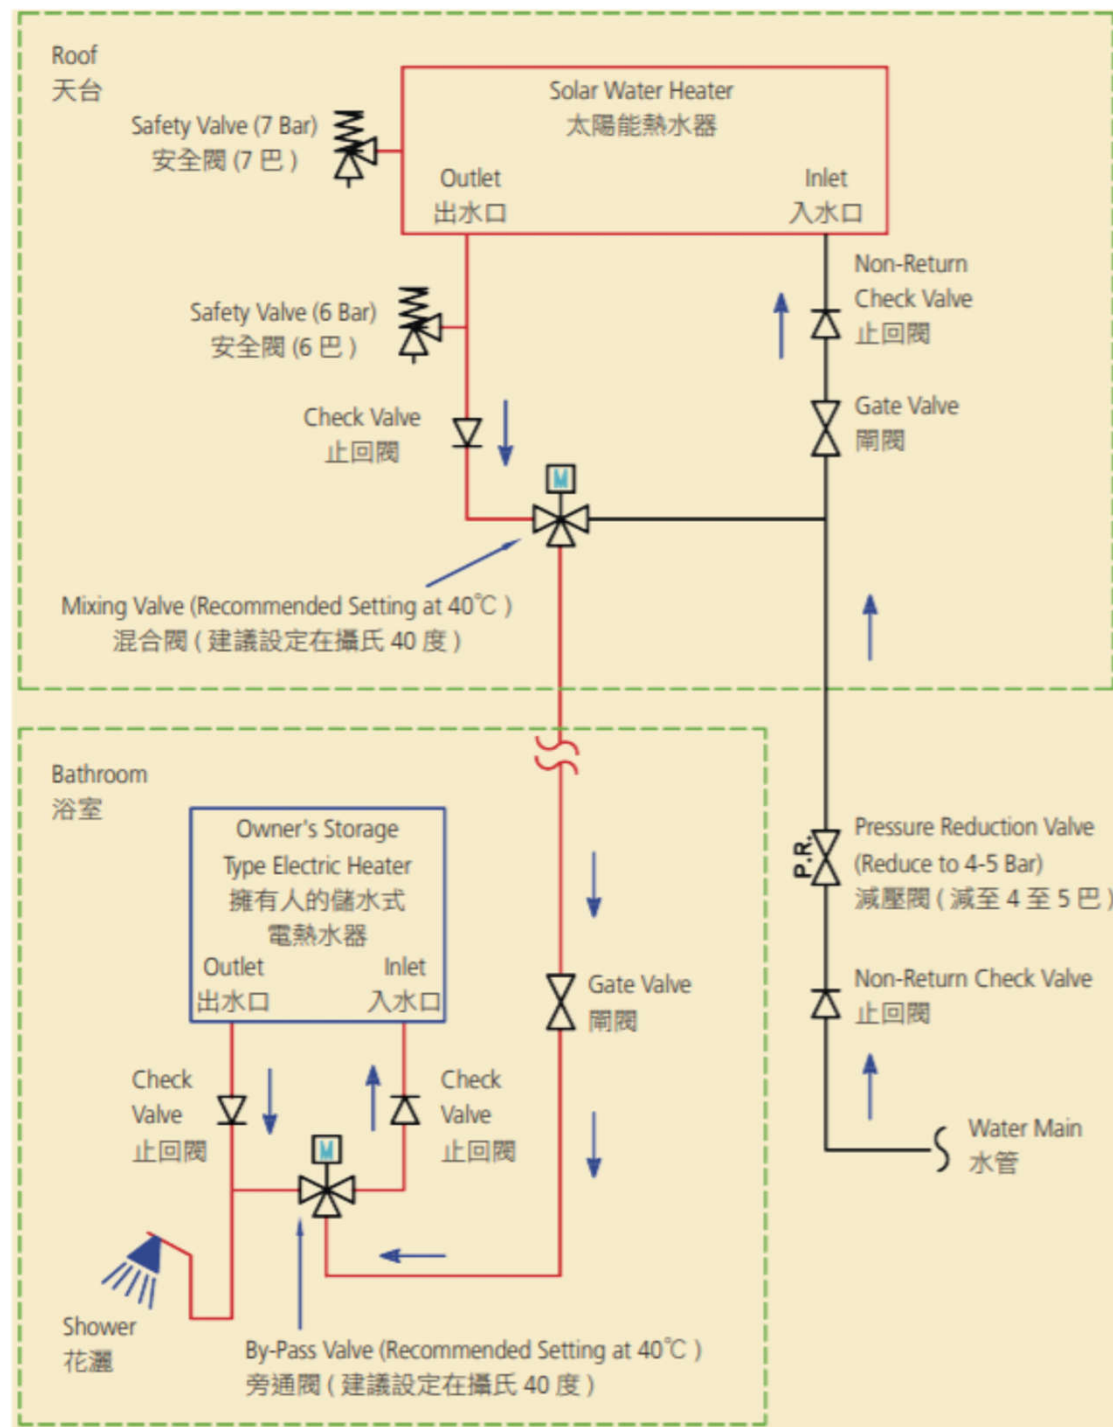 Roof
天台
Solar Water Heater
太陽能熱水器
Safety Valve (7 Bar)
安全閥 (7 巴 )
Outlet
出水口
Inlet
入水口
Non-Return
Check Valve
止回閥
Safety Valve (6 Bar)
安全閥 (6 巴 )
Check Valve
止回閥
Gate Valve
閘閥
M
Mixing Valve (Recommended Setting at 40℃ )
混合閥 ( 建議設定在攝氏 40 度 )
Bathroom
浴室
Owner's Storage
Type Electric Heater
擁有人的儲水式
電熱水器
Outlet
出水口
Inlet
入水口
P.R.
Pressure Reduction Valve
(Reduce to 4-5 Bar)
減壓閥 ( 減至 4 至 5 巴 )
Gate Valve
閘閥
Non-Return Check Valve
止回閥
Check
Valve
止回閥
Check
Valve
止回閥
M
Water Main
水管
Shower
花灑
By-Pass Valve (Recommended Setting at 40℃ )
旁通閥 ( 建議設定在攝氏 40 度 )